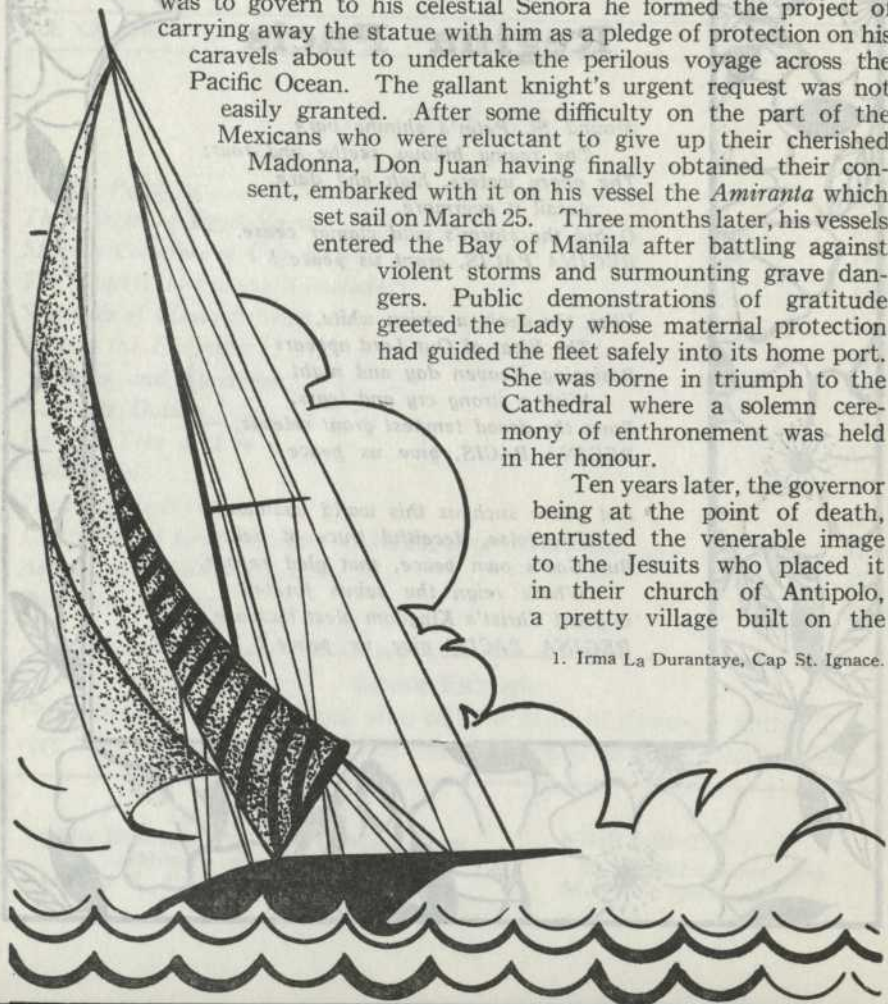 was to govern to his celestial Senora he formed the project of
carrying away the statue with him as a pledge of protection on his
caravels about to undertake the perilous voyage across the
Pacific Ocean. The gallant knight's urgent request was not
easily granted. After some difficulty on the part of the
Mexicans who were reluctant to give up their cherished
Madonna, Don Juan having finally obtained their con-
sent, embarked with it on his vessel the Amiranta which
set sail on March 25. Three months later, his vessels
entered the Bay of Manila after battling against
violent storms and surmounting grave dan-
gers. Public demonstrations of gratitude
greeted the Lady whose maternal protection
had guided the fleet safely into its home port.
She was borne in triumph to the
Cathedral where a solemn cere-
mony of enthronement was held
in her honour.
Ten years later, the governor
being at the point of death,
entrusted the venerable image
to the Jesuits who placed it
in their church of Antipolo,
a pretty village built on the
1. Irma La Durantaye, Cap St. Ignace.